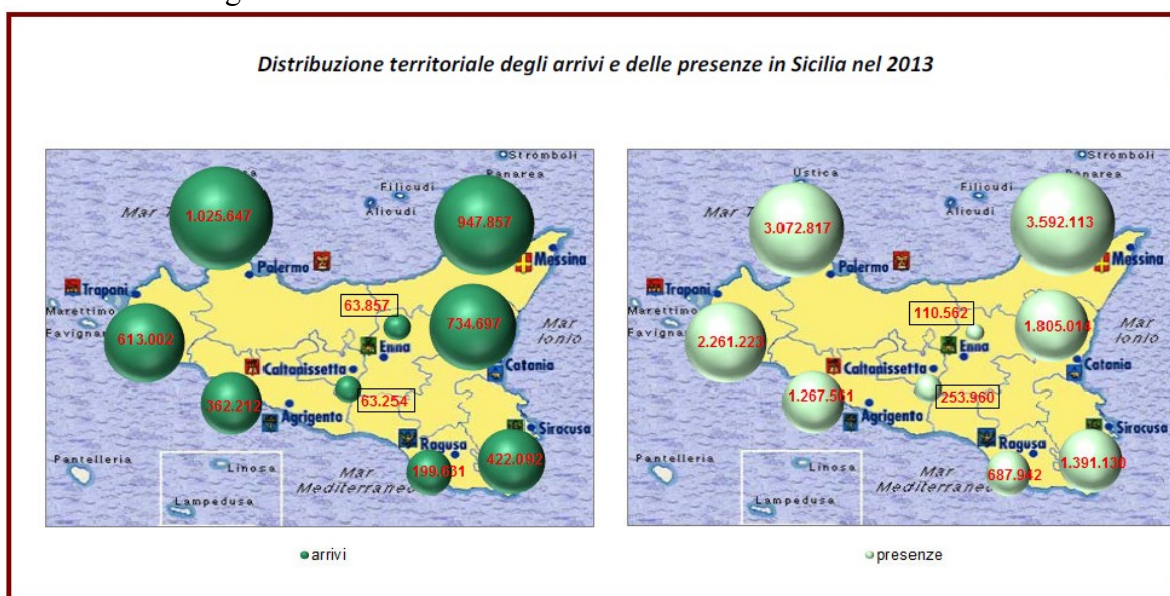 Distribuzione territoriale degli arrivi e delle presenze in Sicilia nel 2013
Stromboli
Panarea
Filicudi
Alicudi
1.025.647
947.857
Mar
Messina
Palermo
Trapani
63.857
Marettimo
Favignan
613.002
734.697
Mar
Ionio
Enna
Caltanissetta
Catania
362.212
63.254
Agrigento
Siracusa
Ragusa
422.092
199.631
Pantelleria
Linosa
Mar
Mediterraneo
Lampedusa
arrivi
Stromboli
Ustica
Panarea
Filicudi
Alicudi
3.072.817
3.592.113
Mar
Messina
Palermo
Trapani
110.562
Marettimo
Favignan
2.261.223
1.805.014
Mar
Ionio
Enna
Caltanissetta
Catania
1.267.561
253.960
Agrigento
Siracusa
Ragusa
1.391.130
687.942
Pantelleria
Linosa
Mar
Mediterraneo
Lampedusa
presenze